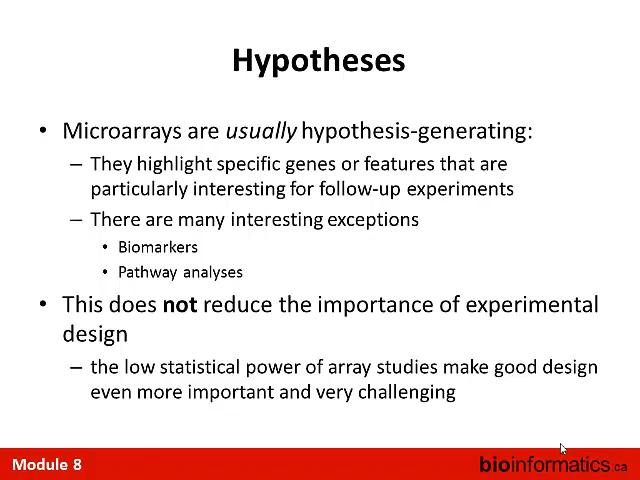 Hypotheses
• Microarrays are usually hypothesis-generating:
– They highlight specific genes or features that are
particularly interesting for follow-up experiments
– There are many interesting exceptions
• Biomarkers
• Pathway analyses
• This does not reduce the importance of experimental
design
– the low statistical power of array studies make good design
even more important and very challenging
Module 8
bioinformatics.ca